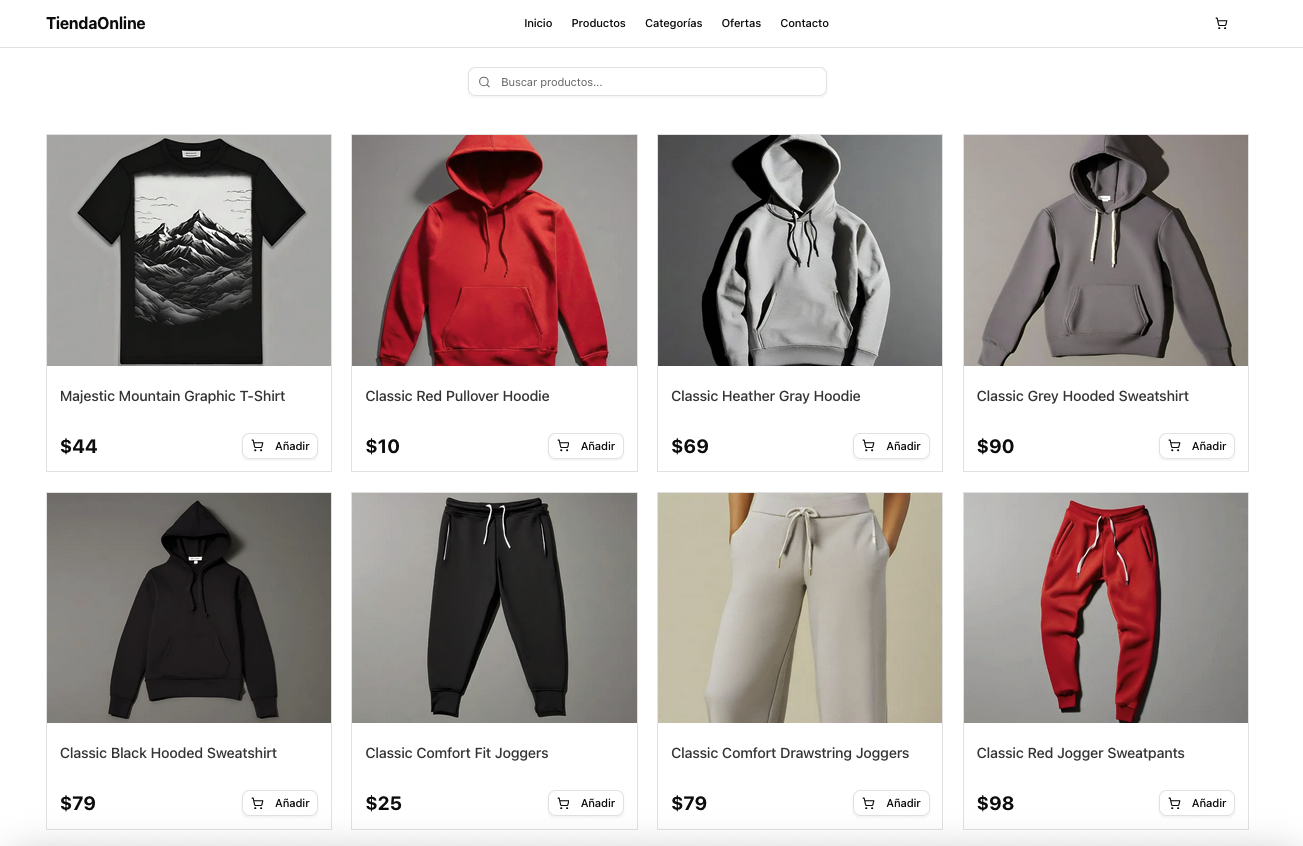 TiendaOnline
Inicio Productos Categorías Ofertas Contacto
Buscar productos...
Majestic Mountain Graphic T-Shirt
$44
Añadir
Classic Red Pullover Hoodie
$10
Añadir
Classic Heather Gray Hoodie
$69
Añadir
Classic Grey Hooded Sweatshirt
$90
Añadir
Classic Black Hooded Sweatshirt
$79
Añadir
Classic Comfort Fit Joggers
$25
Añadir
Classic Comfort Drawstring Joggers
$79
Añadir
Classic Red Jogger Sweatpants
$98
Añadir